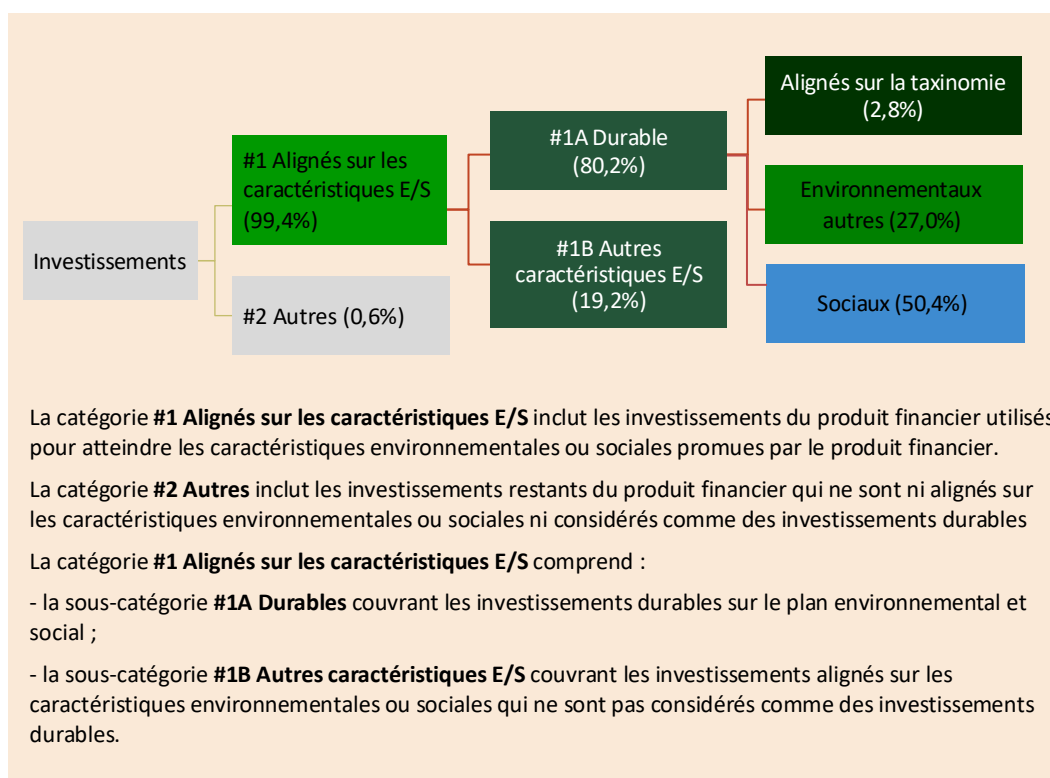 Investissements
#1 Alignés sur les
caractéristiques E/S
(99,4%)
#2 Autres (0,6%)
#1A Durable
(80,2%)
#1B Autres
caractéristiques E/S
(19,2%)
Alignés sur la taxinomie
(2,8%)
Environnementaux
autres (27,0%)
Sociaux (50,4%)
La catégorie #1 Alignés sur les caractéristiques E/S inclut les investissements du produit financier utilisés
pour atteindre les caractéristiques environnementales ou sociales promues par le produit financier.
La catégorie #2 Autres inclut les investissements restants du produit financier qui ne sont ni alignés sur
les caractéristiques environnementales ou sociales ni considérés comme des investissements durables
La catégorie #1 Alignés sur les caractéristiques E/S comprend :
- la sous-catégorie #1A Durables couvrant les investissements durables sur le plan environnemental et
social ;
- la sous-catégorie #1B Autres caractéristiques E/S couvrant les investissements alignés sur les
caractéristiques environnementales ou sociales qui ne sont pas considérés comme des investissements
durables.